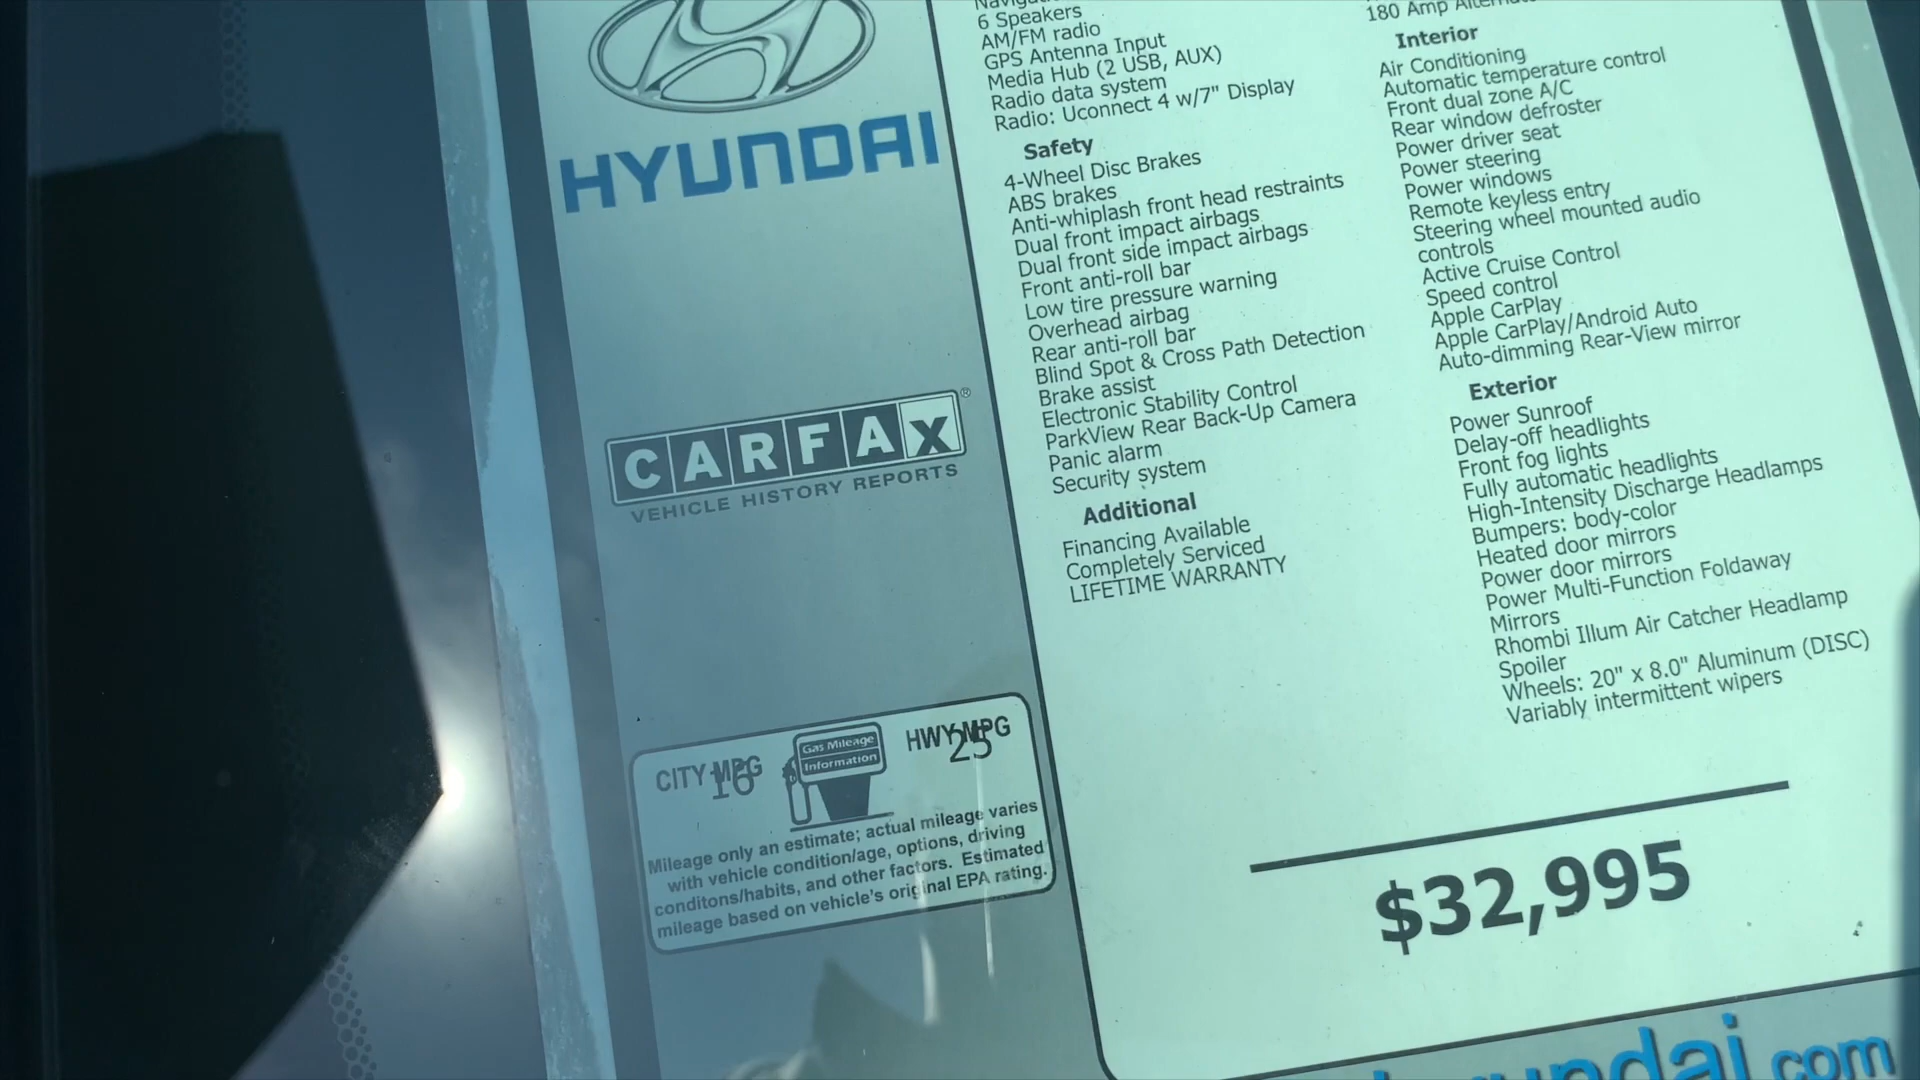 HYUNDAI
CARFAX®
VEHICLE HISTORY REPORTS
CITY MPG
16
Gas Mileage
Information
HWY MPG
25
Mileage only an estimate; actual mileage varies
with vehicle condition/age, options, driving
conditons/habits, and other factors. Estimated
mileage based on vehicle's original EPA rating.
6 Speakers
AM/FM radio
GPS Antenna Input
Media Hub (2 USB, AUX)
Radio data system
Radio: Uconnect 4 w/7" Display
Safety
4-Wheel Disc Brakes
ABS brakes
Anti-whiplash front head restraints
Dual front impact airbags
Dual front side impact airbags
Front anti-roll bar
Low tire pressure warning
Overhead airbag
Rear anti-roll bar
Blind Spot & Cross Path Detection
Brake assist
Electronic Stability Control
ParkView Rear Back-Up Camera
Panic alarm
Security system
Additional
Financing Available
Completely Serviced
LIFETIME WARRANTY
180 Amp
Interior
Air Conditioning
Automatic temperature control
Front dual zone A/C
Rear window defroster
Power driver seat
Power steering
Power windows
Remote keyless entry
Steering wheel mounted audio
controls
Active Cruise Control
Speed control
Apple CarPlay
Apple CarPlay/Android Auto
Auto-dimming Rear-View mirror
Exterior
Power Sunroof
Delay-off headlights
Front fog lights
Fully automatic headlights
High-Intensity Discharge Headlamps
Bumpers: body-color
Heated door mirrors
Power door mirrors
Power Multi-Function Foldaway
Mirrors
Rhombi Illum Air Catcher Headlamp
Spoiler
Wheels: 20" x 8.0" Aluminum (DISC)
Variably intermittent wipers
$32,995
hyundai.com